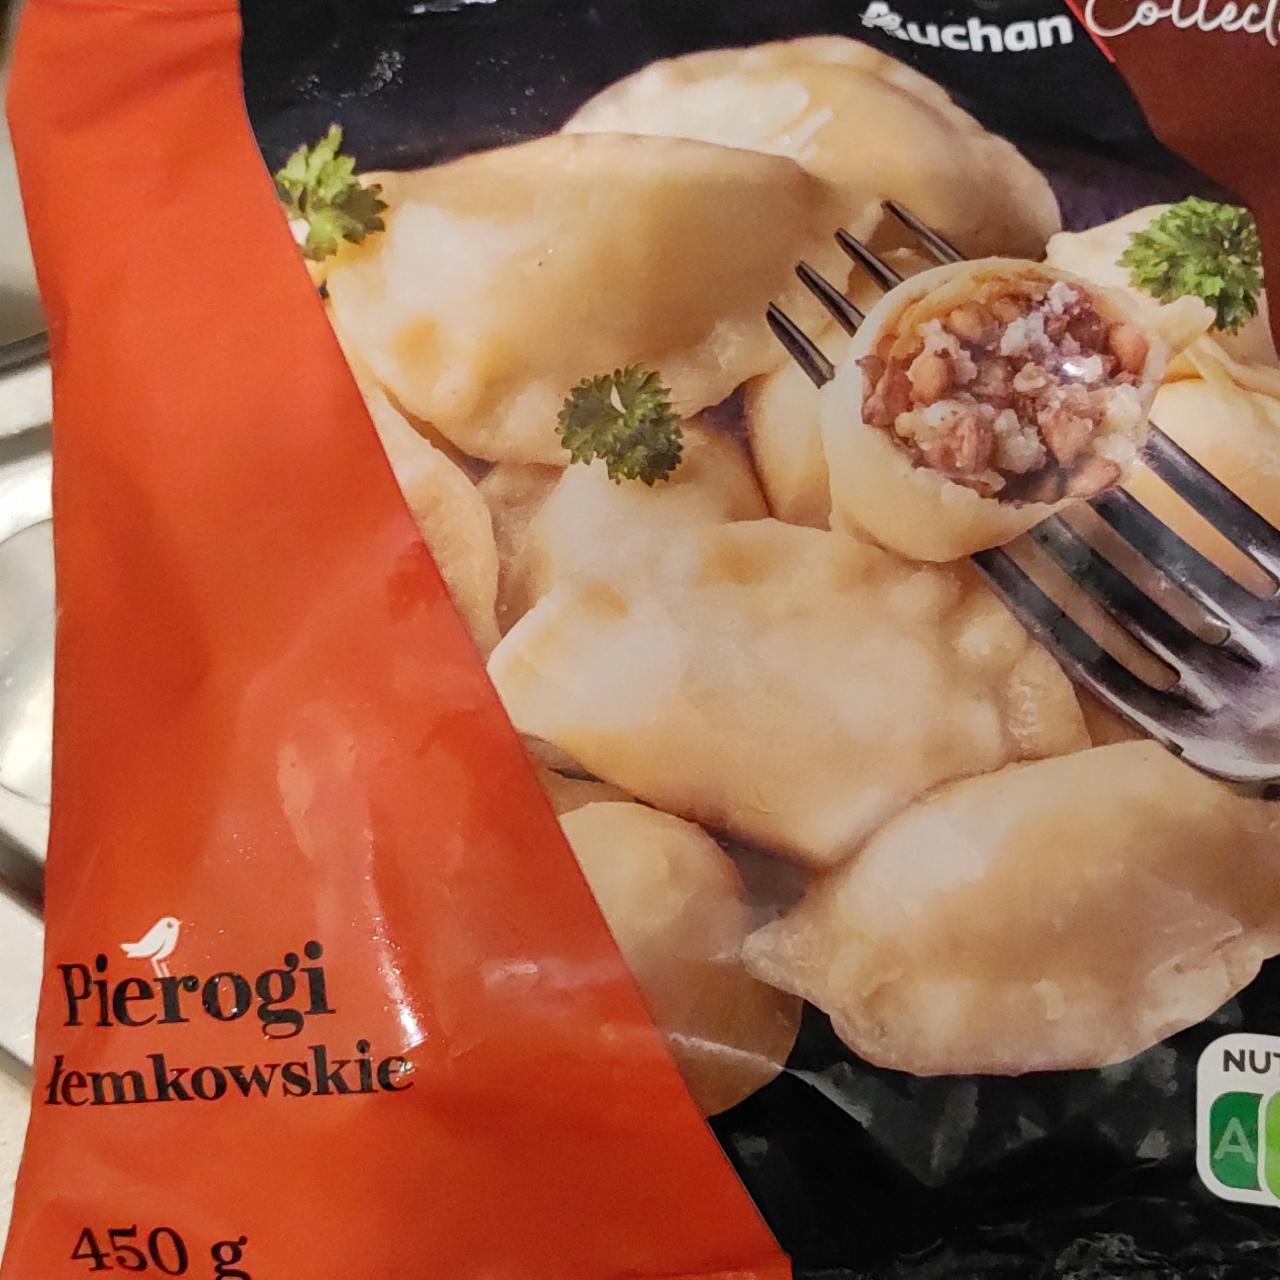 Auchan
Pierogi
łemkowskie
450 g
A